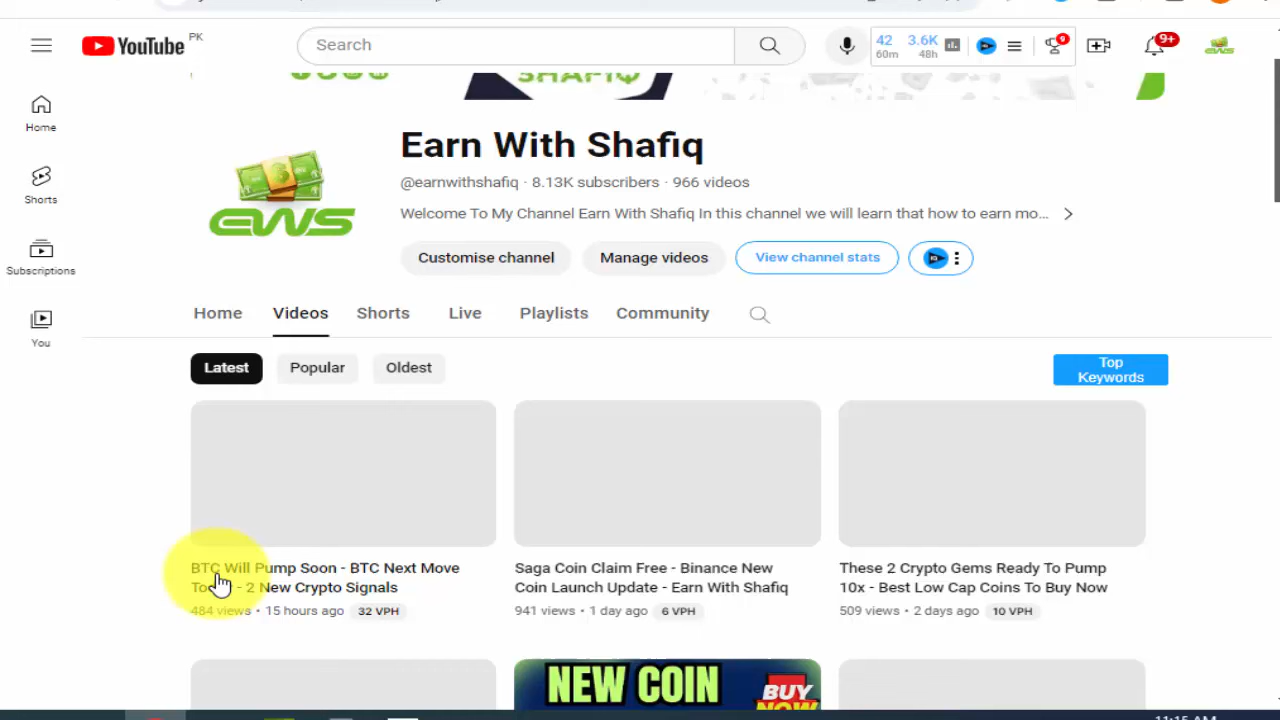 YouTube PK
Search
42
60m
3.6K
48h
9+
SHAFIQ
Home
Shorts
Subscriptions
You
Earn With Shafiq
@earnwithshafiq · 8.13K subscribers · 966 videos
Welcome To My Channel Earn With Shafiq In this channel we will learn that how to earn mo...
EWS
Customise channel
Manage videos
View channel stats
Home
Videos
Shorts
Live
Playlists
Community
Latest
Popular
Oldest
Top
Keywords
BTC Will Pump Soon - BTC Next Move
- 2 New Crypto Signals
484 views • 15 hours ago 32 VPH
Saga Coin Claim Free - Binance New
Coin Launch Update - Earn With Shafiq
941 views • 1 day ago 6 VPH
These 2 Crypto Gems Ready To Pump
10x - Best Low Cap Coins To Buy Now
509 views • 2 days ago 10 VPH
NEW COIN
BUY
NOW
11:15 AM